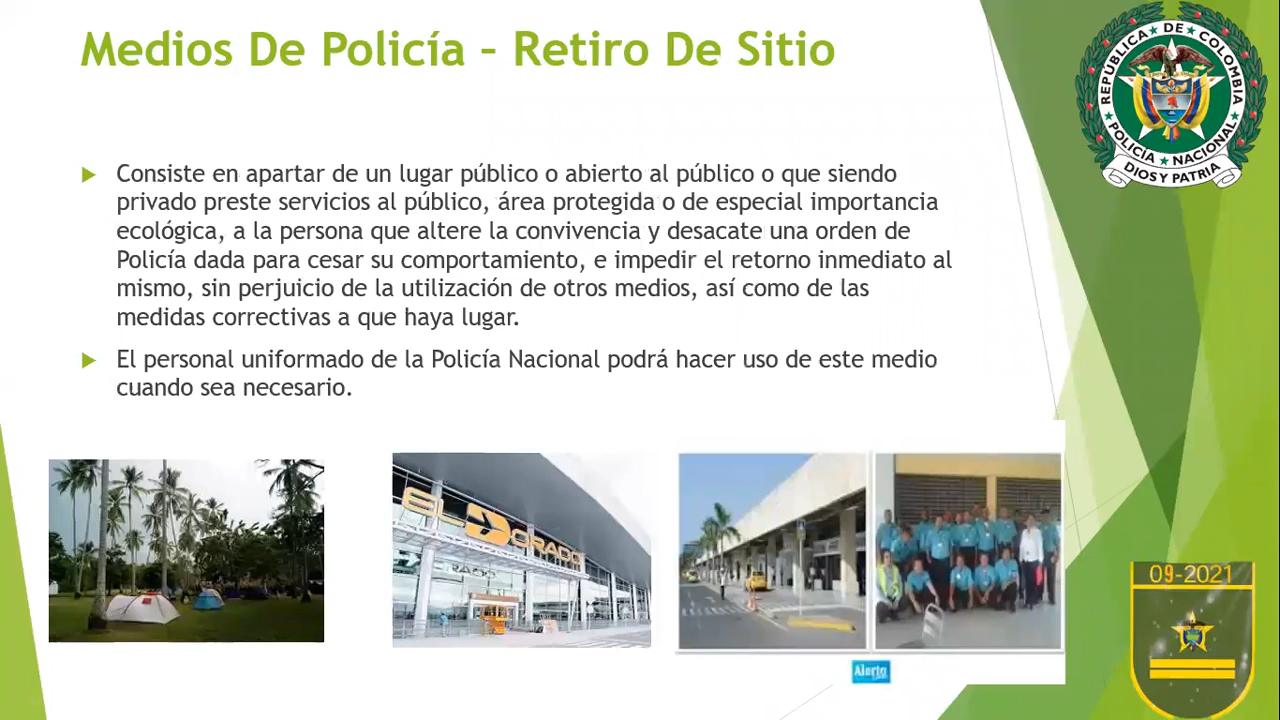 Medios De Policía – Retiro De Sitio
REPÚBLICA DE COLOMBIA
POLICÍA NACIONAL
DIOS Y PATRIA
Consiste en apartar de un lugar público o abierto al público o que siendo
privado preste servicios al público, área protegida o de especial importancia
ecológica, a la persona que altere la convivencia y desacate una orden de
Policía dada para cesar su comportamiento, e impedir el retorno inmediato al
mismo, sin perjuicio de la utilización de otros medios, así como de las
medidas correctivas a que haya lugar.
El personal uniformado de la Policía Nacional podrá hacer uso de este medio
cuando sea necesario.
EL DORADO
09-2021
Alerta